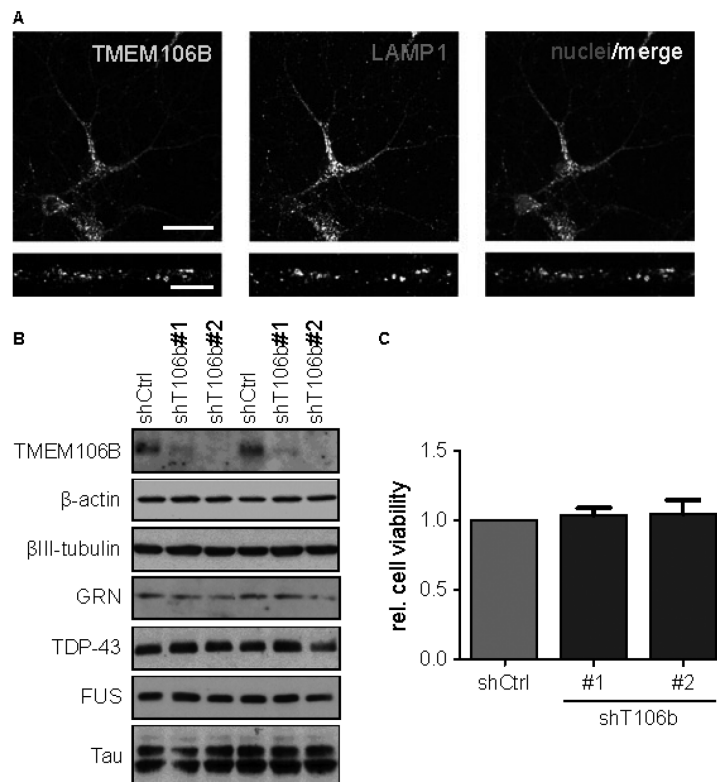 A
TMEM106B
LAMP1
nuclei/merge
B
shCtrl
shT106b#1
shT106b#2
shCtrl
shT106b#1
shT106b#2
TMEM106B
β-actin
βIII-tubulin
GRN
TDP-43
FUS
Tau
C
rel. cell viability
1.5
1.0
0.5
0.0
shCtrl
#1
#2
shT106b